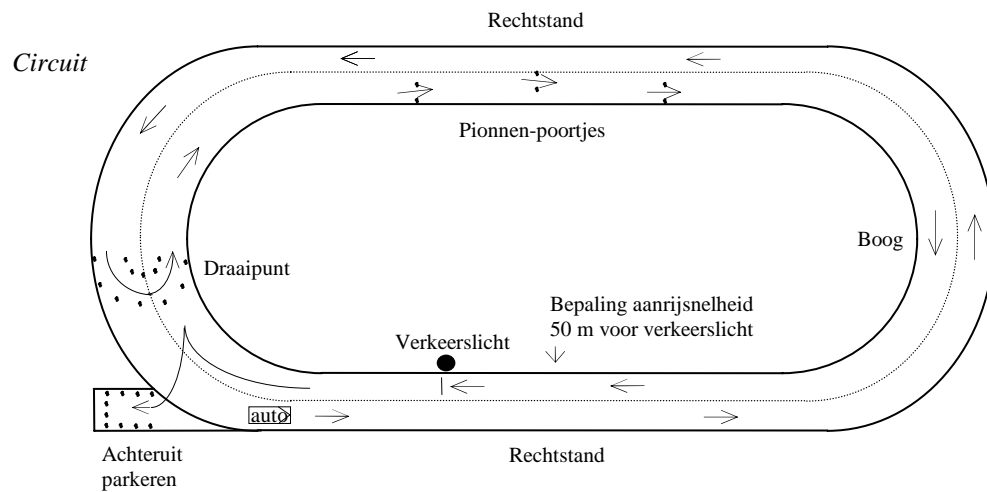 Rechtstand
Circuit
Pionnen-poortjes
Boog
Draaipunt
Bepaling aanrijsnelheid
50 m voor verkeerslicht
Verkeerslicht
auto
Achteruit
parkeren
Rechtstand